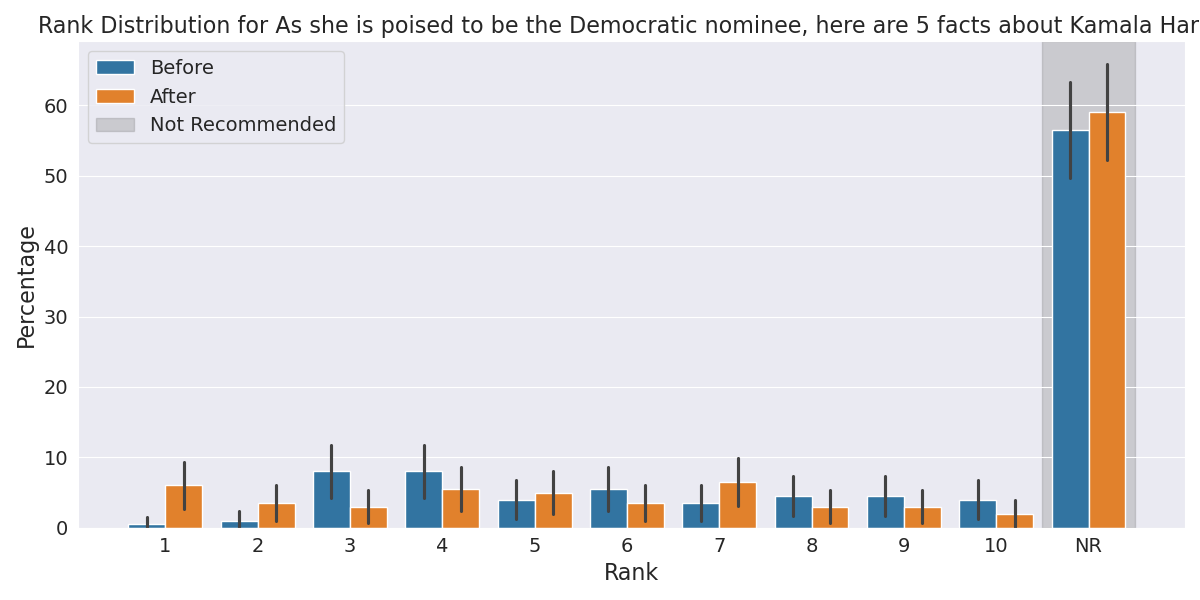 Rank Distribution for As she is poised to be the Democratic nominee, here are 5 facts about Kamala Har
Before
After
Not Recommended
Percentage
60
50
40
30
20
10
0
1 2 3 4 5 6 7 8 9 10 NR
Rank